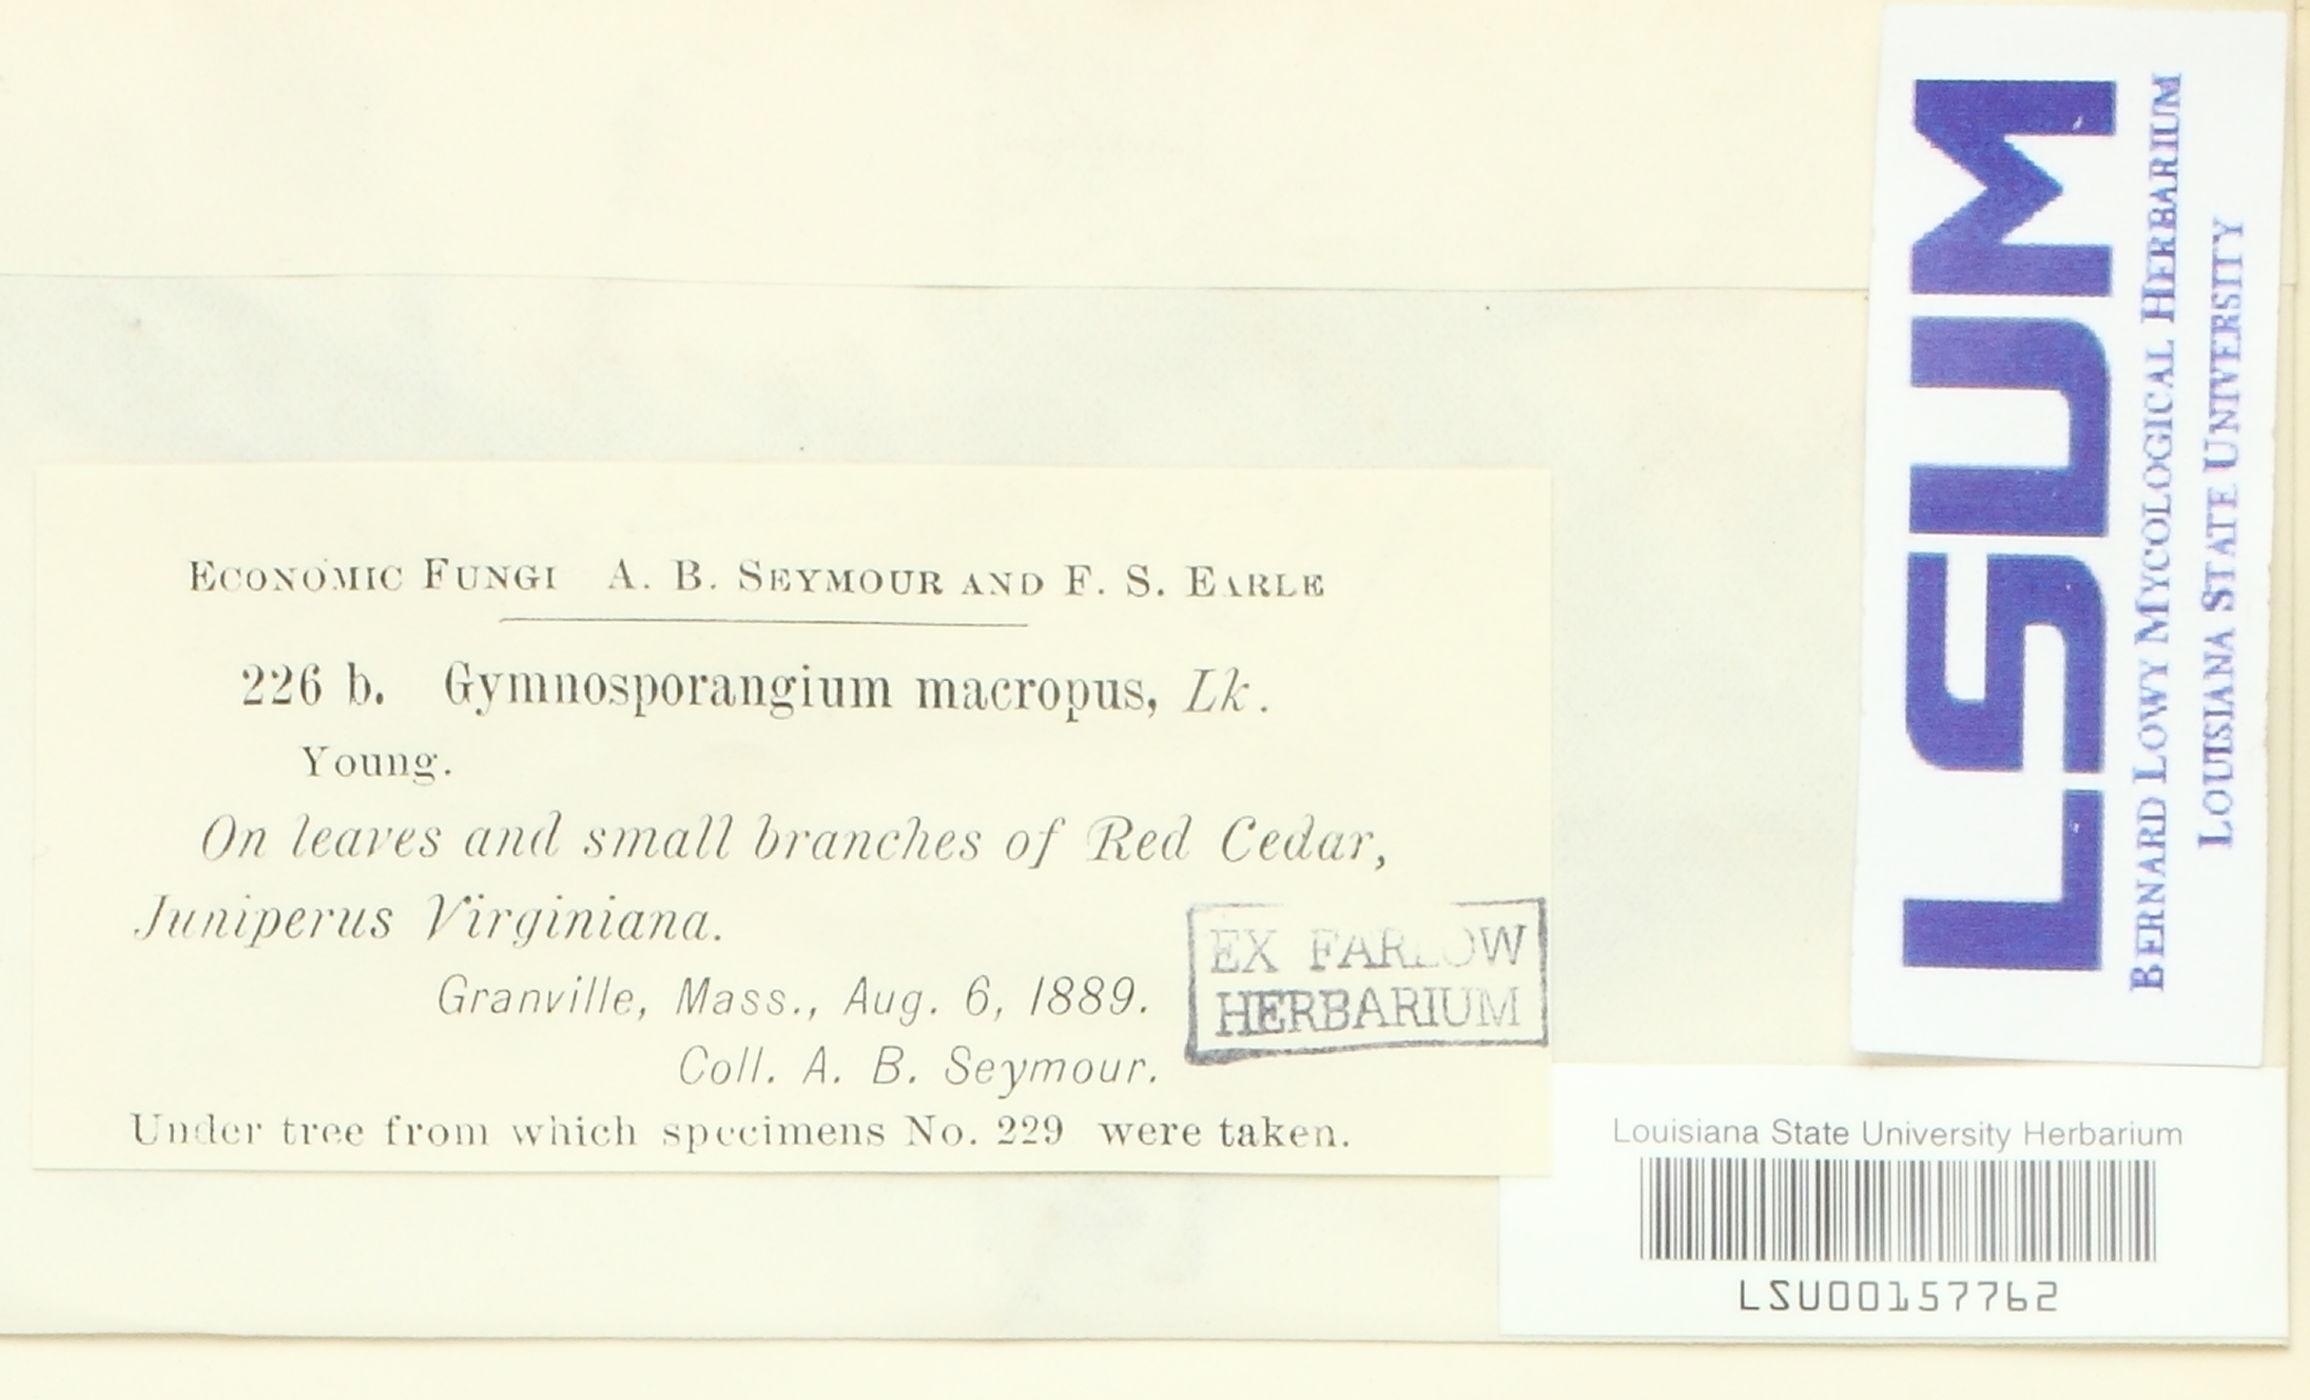 ECONOMIC FUNGI A. B. SEYMOUR AND F. S. EARLE
226 b. Gymnosporangium macropus, Lk.
Young.
On leaves and small branches of Red Cedar,
Juniperus Virginiana.
Granville, Mass., Aug. 6, 1889.
Coll. A. B. Seymour.
Under tree from which specimens No. 229 were taken.
EX FARLOW
HERBARIUM
LSUM
BERNARD LOWY MYCOLOGICAL HERBARIUM
LOUISIANA STATE UNIVERSITY
Louisiana State University Herbarium
LSU00157762